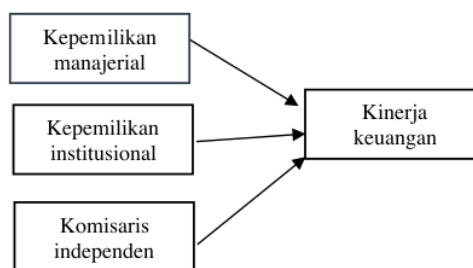 Kepemilikan
manajerial
Kepemilikan
institusional
Komisaris
independen
Kinerja
keuangan